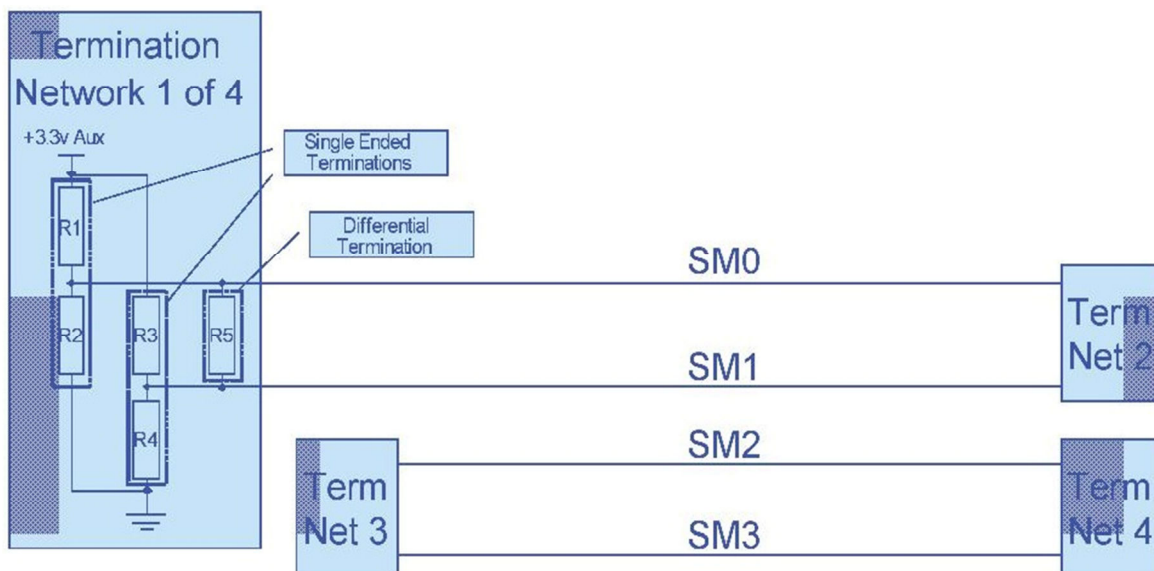 Termination
Network 1 of 4
+3.3v Aux
Single Ended
Terminations
Differential
Termination
R1
R2
R3
R5
R4
SM0
SM1
Term
Net 2
SM2
SM3
Term
Net 3
Term
Net 4